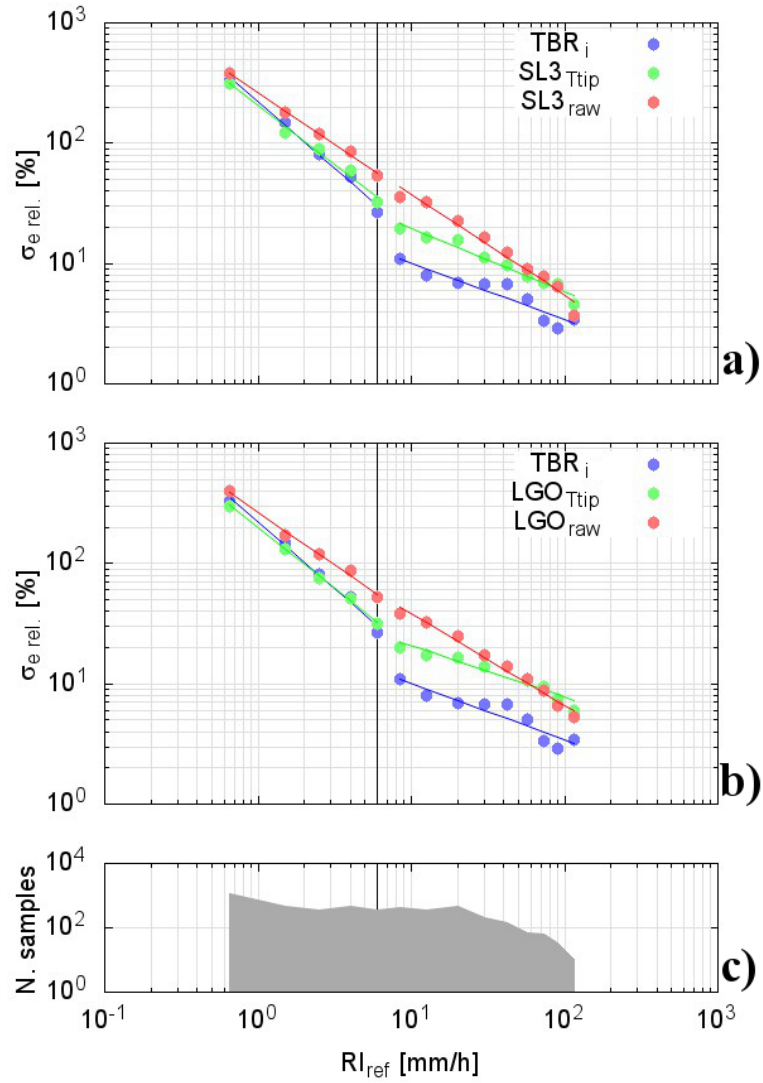 10³
10²
10¹
10⁰
σₑ ᵣₑₗ. [%]
TBR i
SL3 Ttip
SL3 raw
a)
10³
10²
10¹
10⁰
σₑ ᵣₑₗ. [%]
TBR i
LGO Ttip
LGO raw
b)
10⁴
10²
10⁰
N. samples
c)
10⁻¹ 10⁰ 10¹ 10² 10³
RI ref [mm/h]